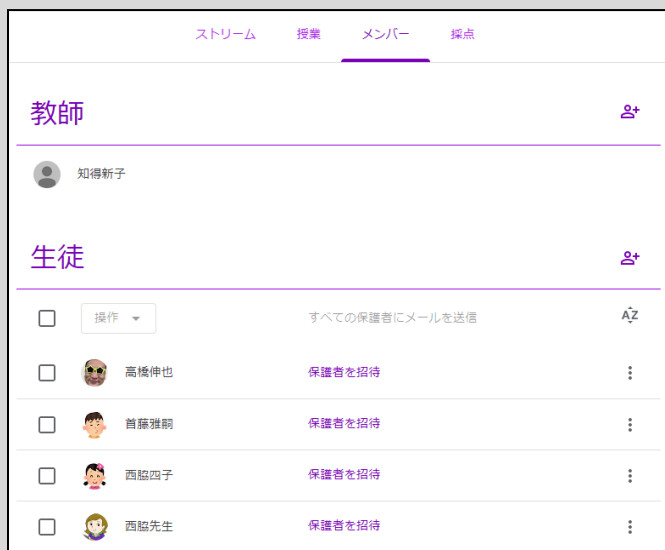 ストリーム 授業 メンバー 採点
教師
知得新子
生徒
操作 すべての保護者にメールを送信 AZ
高橋伸也 保護者を招待
首藤雅嗣 保護者を招待
西脇四子 保護者を招待
西脇先生 保護者を招待